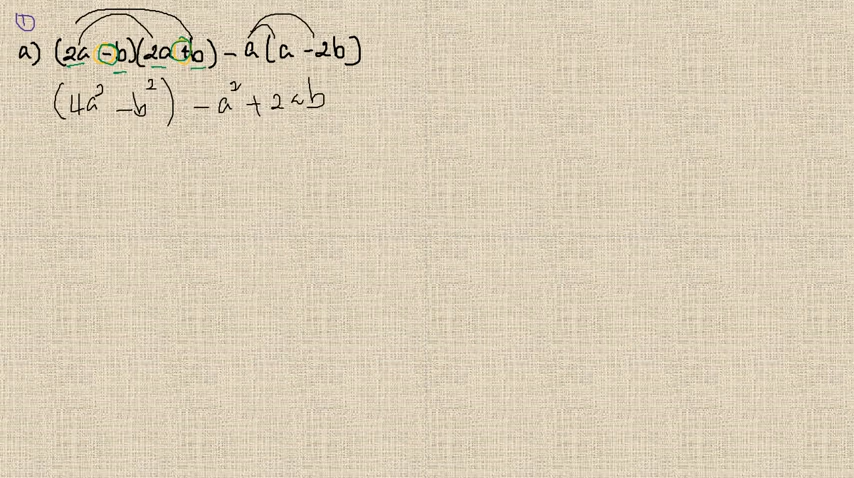 ①
a) (2a - b)(2a + b) - a(a - 2b)
(4a² - b²) - a² + 2ab